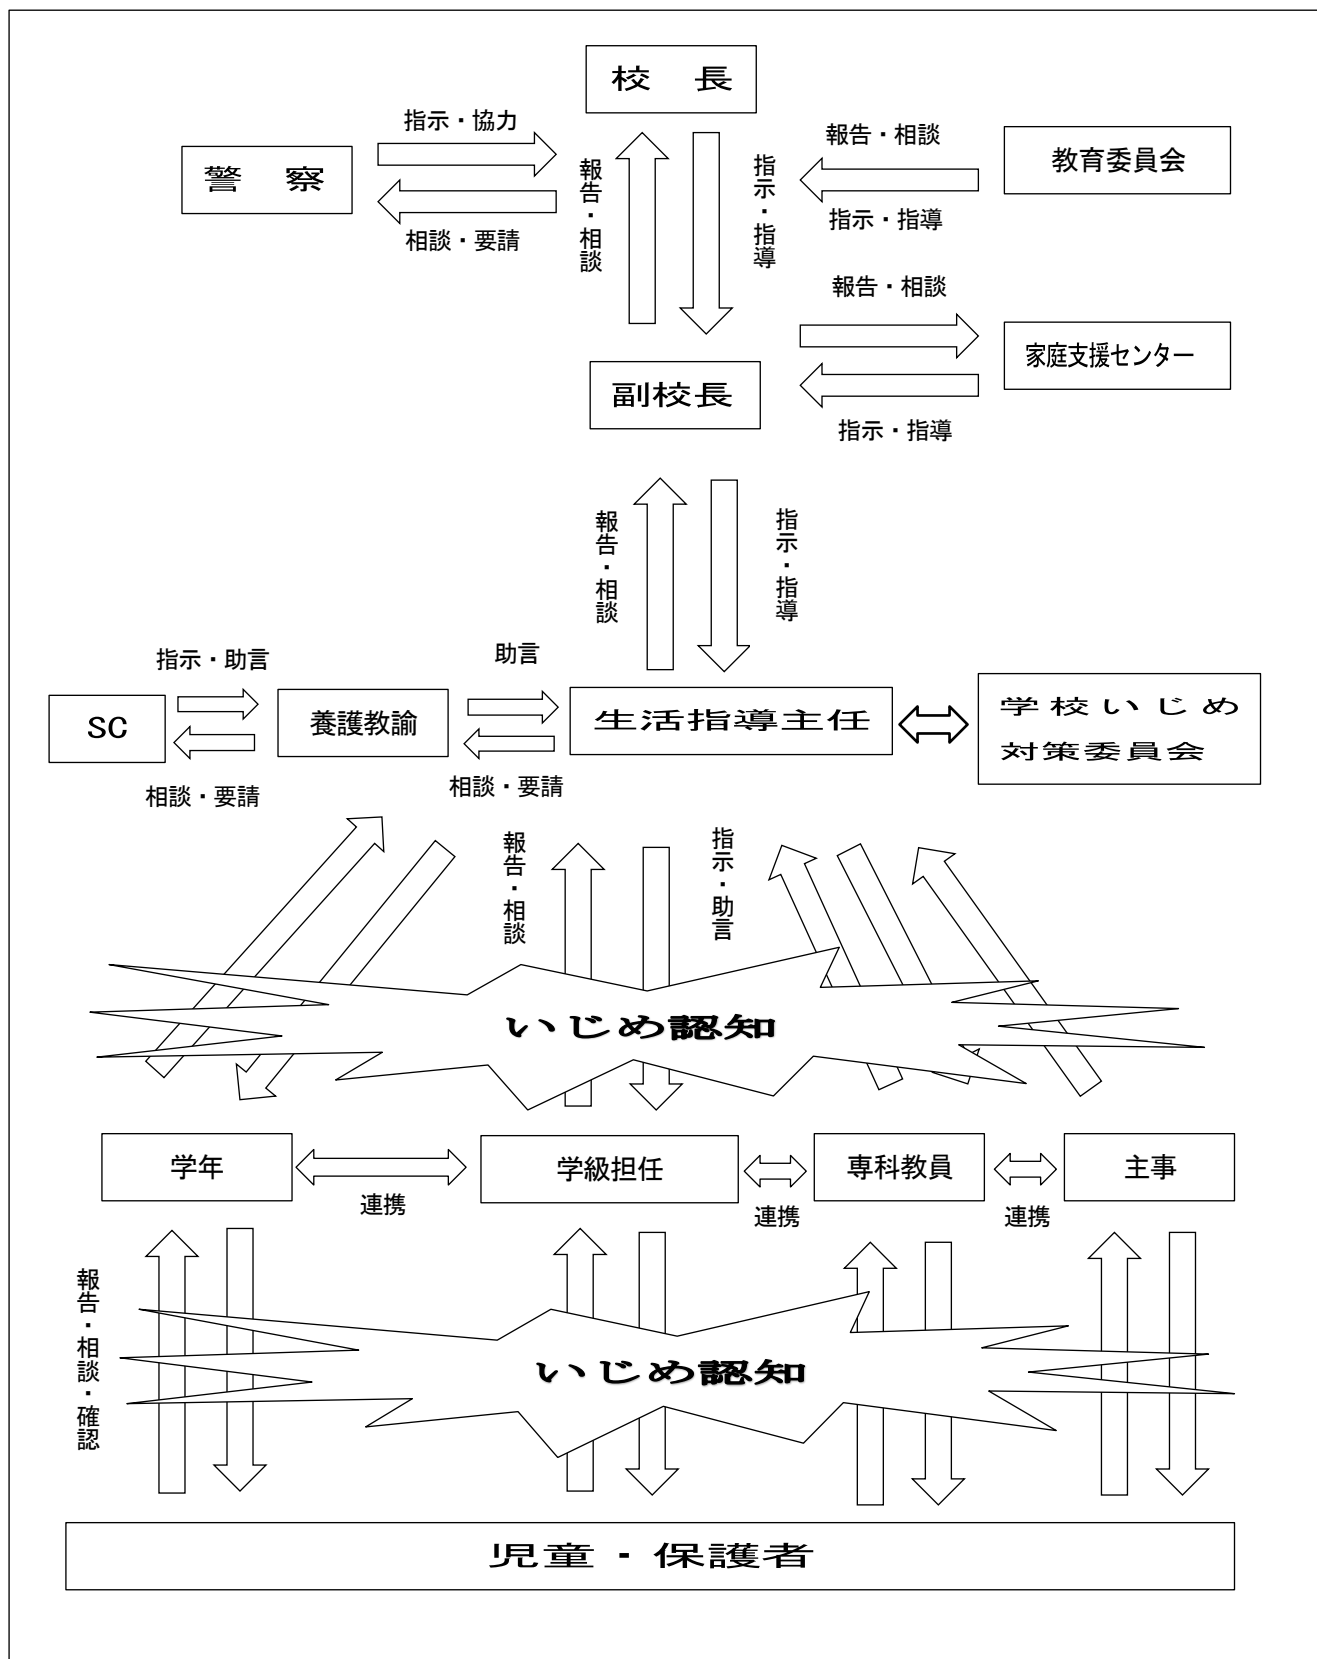 校　長
指示・協力
報告・相談
教育委員会
警　察
報告・相談
指示・指導
指示・指導
相談・要請
報告・相談
家庭支援センター
副校長
指示・指導
報告・相談
指示・指導
指示・助言
助言
SC
養護教諭
生活指導主任
学校いじめ
対策委員会
相談・要請
相談・要請
報告・相談
指示・助言
いじめ認知
学年
学級担任
専科教員
主事
連携
連携
連携
報告・相談・確認
いじめ認知
児童・保護者